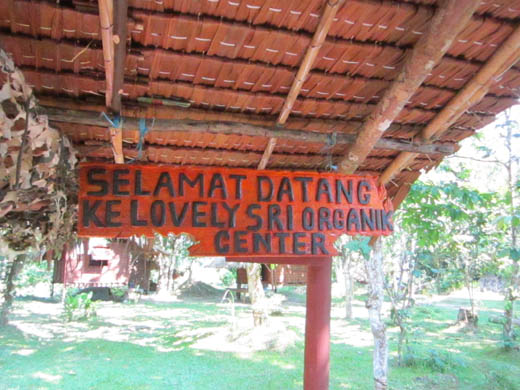 SELAMAT DATANG
KE LOVELY SRI ORGANIK
CENTER